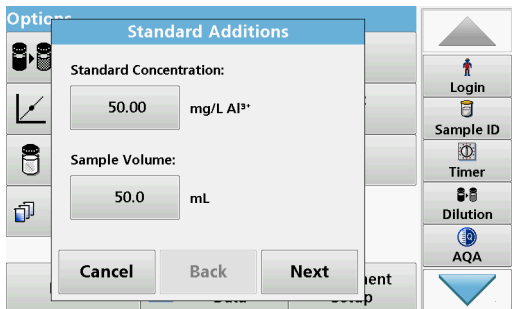 Options
Standard Additions
Standard Concentration:
50.00 mg/L Al³⁺
Sample Volume:
50.0 mL
Cancel Back Next
Login
Sample ID
Timer
Dilution
AQA